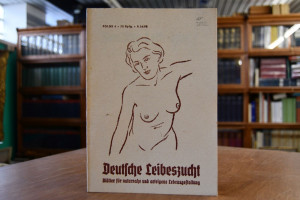 Deutsche Leibeszucht
Blätter für naturnahe und arteigene Lebensgestaltung